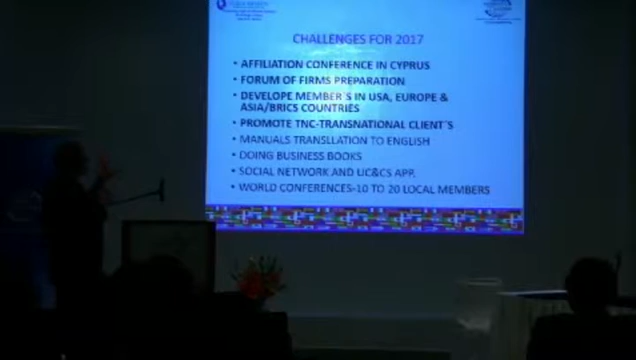 CHALLENGES FOR 2017
• AFFILIATION CONFERENCE IN CYPRUS
• FORUM OF FIRMS PREPARATION
• DEVELOPE MEMBER´S IN USA, EUROPE &
ASIA/BRICS COUNTRIES
• PROMOTE TNC-TRANSNATIONAL CLIENT´S
• MANUALS TRANSLLATION TO ENGLISH
• DOING BUSINESS BOOKS
• SOCIAL NETWORK AND UC&CS APP.
• WORLD CONFERENCES-10 TO 20 LOCAL MEMBERS